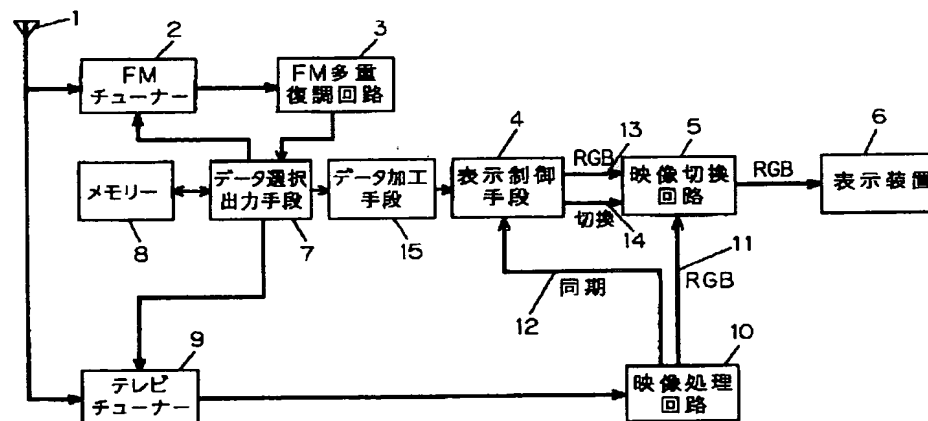 1
2
FM
チューナー
3
FM多重
復調回路
4
表示制御
手段
RGB
13
切換
14
5
映像切換
回路
RGB
6
表示装置
メモリー
8
データ選択
出力手段
7
データ加工
手段
15
12
同期
11
RGB
9
テレビ
チューナー
10
映像処理
回路